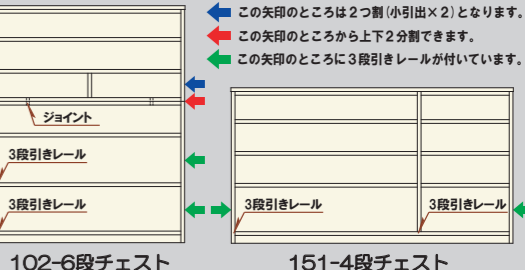 この矢印のところは2つ割(小引出×2)となります。
この矢印のところから上下2分割できます。
この矢印のところに3段引きレールが付いています。
ジョイント
3段引きレール
3段引きレール
3段引きレール
3段引きレール
102-6段チェスト
151-4段チェスト